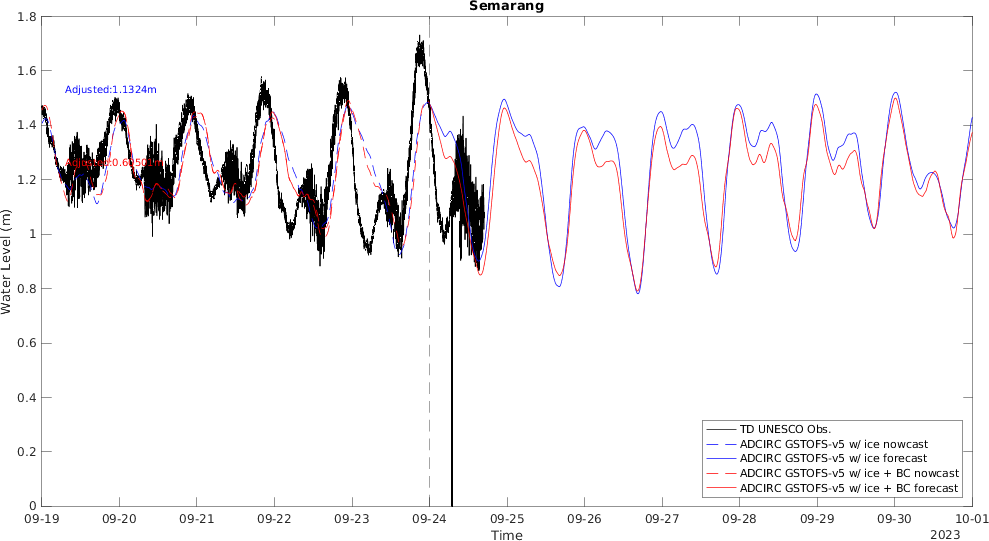 Semarang
1.8
1.6
1.4
1.2
1
0.8
0.6
0.4
0.2
0
Water Level (m)
Adjusted:1.1324m
09-19
09-20
09-21
09-22
09-23
09-24
09-25
09-26
09-27
09-28
09-29
09-30
10-01
Time
2023
TD UNESCO Obs.
ADCIRC GSTOFS-v5 w/ ice nowcast
ADCIRC GSTOFS-v5 w/ ice forecast
ADCIRC GSTOFS-v5 w/ ice + BC nowcast
ADCIRC GSTOFS-v5 w/ ice + BC forecast